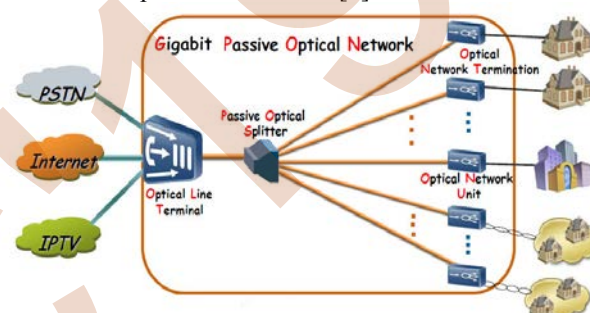 Gigabit Passive Optical Network
PSTN
Internet
IPTV
Optical Line
Terminal
Passive Optical
Splitter
Optical
Network Termination
Optical Network
Unit